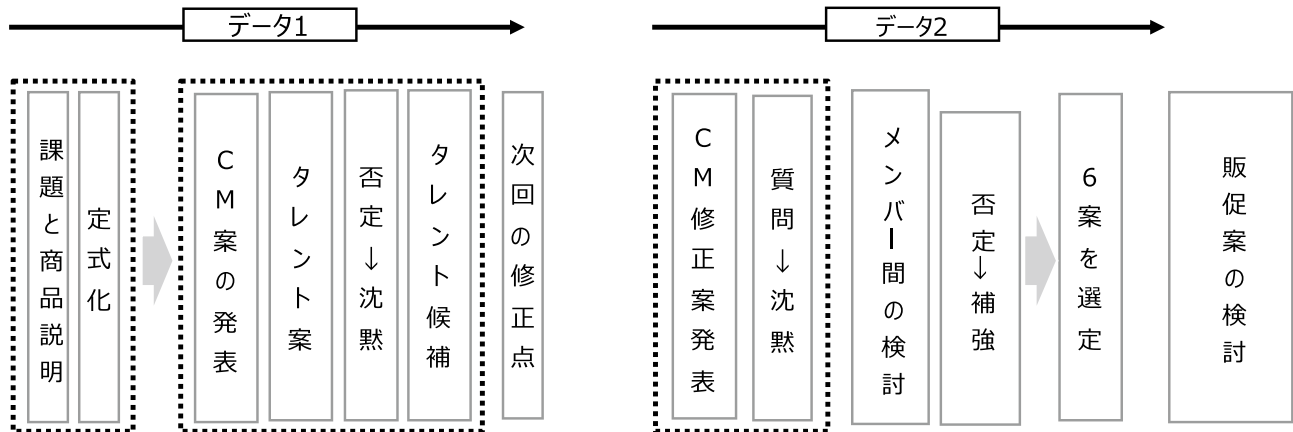 データ1
データ2
課題と商品説明
定式化
CM案の発表
タレント案
否定→沈黙
タレント候補
次回の修正点
CM修正案発表
質問→沈黙
メンバー間の検討
否定→補強
6案を選定
販促案の検討